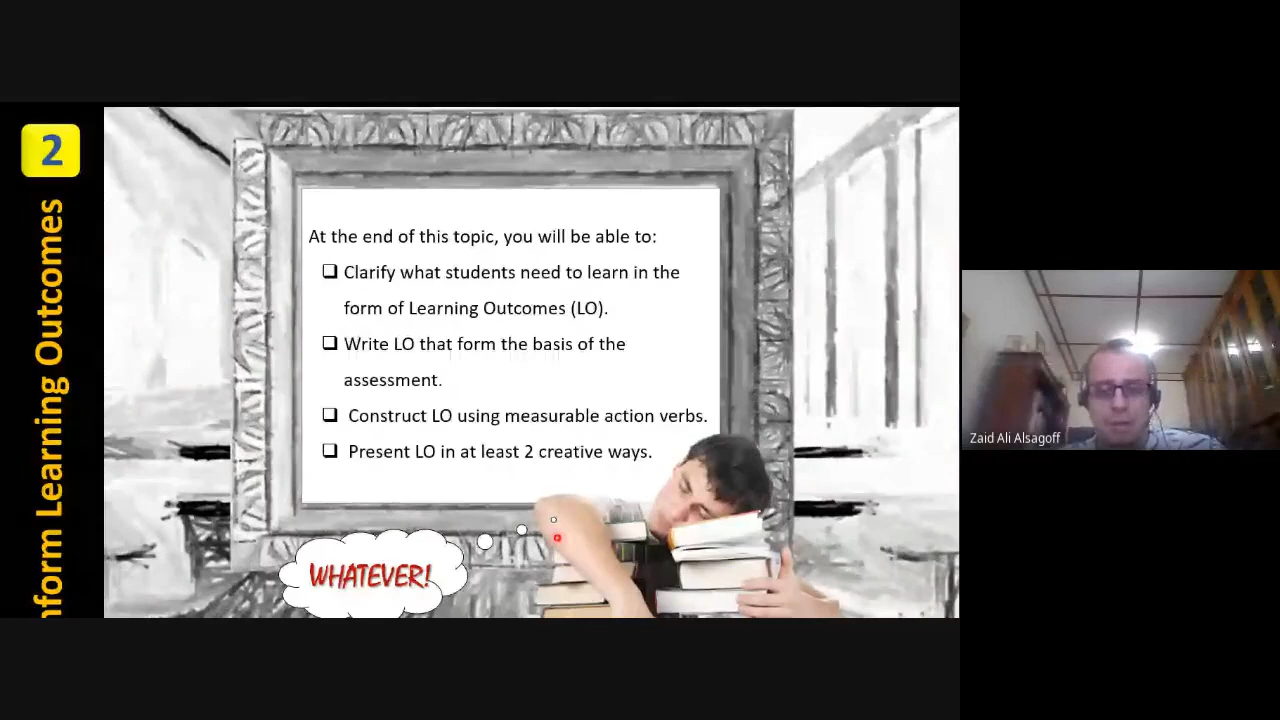 2
nform Learning Outcomes
At the end of this topic, you will be able to:
Clarify what students need to learn in the
form of Learning Outcomes (LO).
Write LO that form the basis of the
assessment.
Construct LO using measurable action verbs.
Present LO in at least 2 creative ways.
WHATEVER!
Zaid Ali Alsagoff